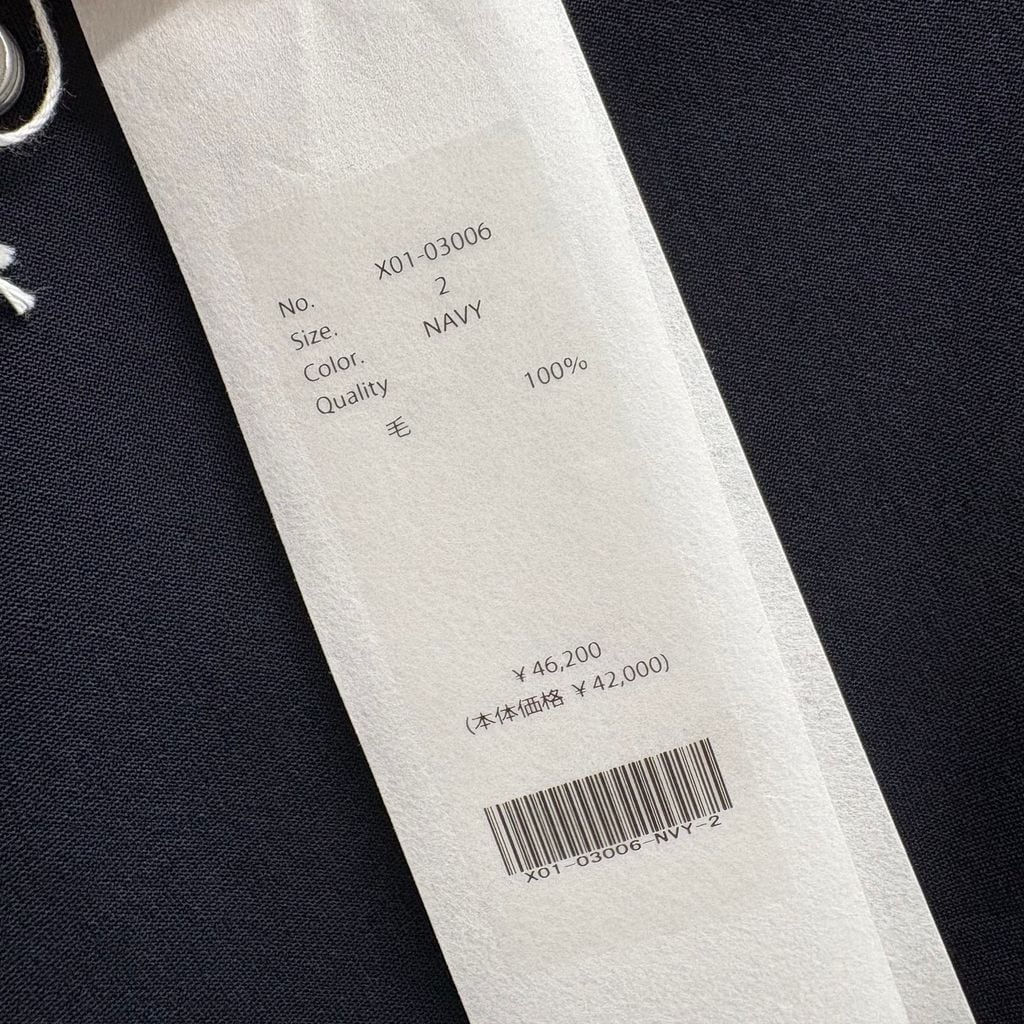 No. X01-03006
Size. 2
Color. NAVY
Quality
毛 100%
¥46,200
(本体価格 ¥42,000)
X01-03006-NVY-2